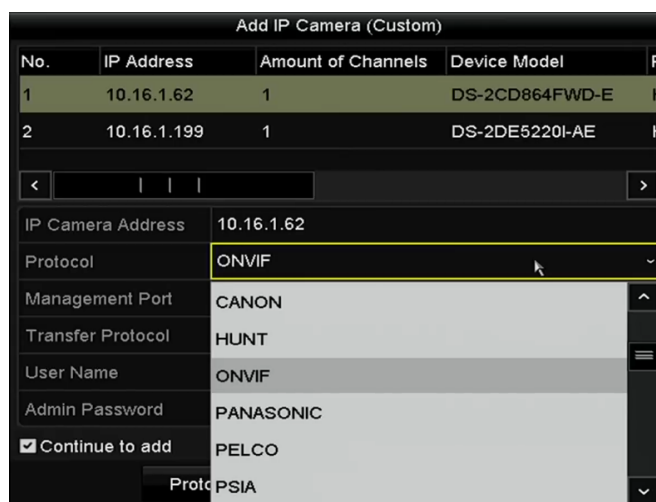 Add IP Camera (Custom)
No. IP Address Amount of Channels Device Model
1 10.16.1.62 1 DS-2CD864FWD-E
2 10.16.1.199 1 DS-2DE5220I-AE
IP Camera Address 10.16.1.62
Protocol ONVIF
Management Port CANON
Transfer Protocol HUNT
User Name ONVIF
Admin Password PANASONIC
Continue to add PELCO
PSIA